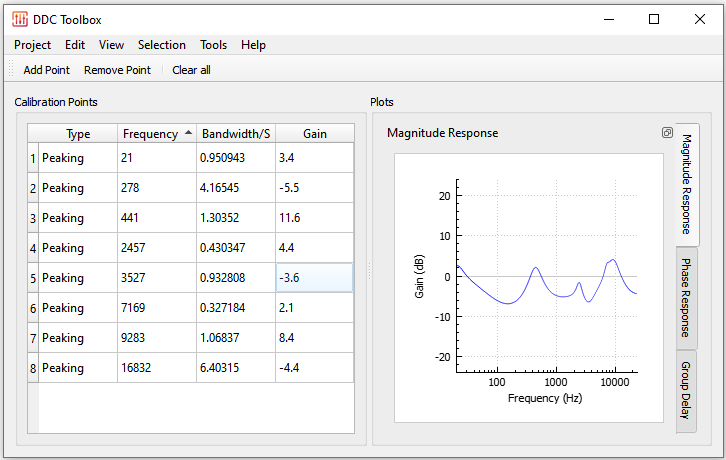 DDC Toolbox
Project Edit View Selection Tools Help
Add Point Remove Point Clear all
Calibration Points
Type Frequency Bandwidth/S Gain
1 Peaking 21 0.950943 3.4
2 Peaking 278 4.16545 -5.5
3 Peaking 441 1.30352 11.6
4 Peaking 2457 0.430347 4.4
5 Peaking 3527 0.932808 -3.6
6 Peaking 7169 0.327184 2.1
7 Peaking 9283 1.06837 8.4
8 Peaking 16832 6.40315 -4.4
Plots
Magnitude Response
Gain (dB)
20
10
0
-10
-20
100 1000 10000
Frequency (Hz)
Magnitude Response
Phase Response
Group Delay